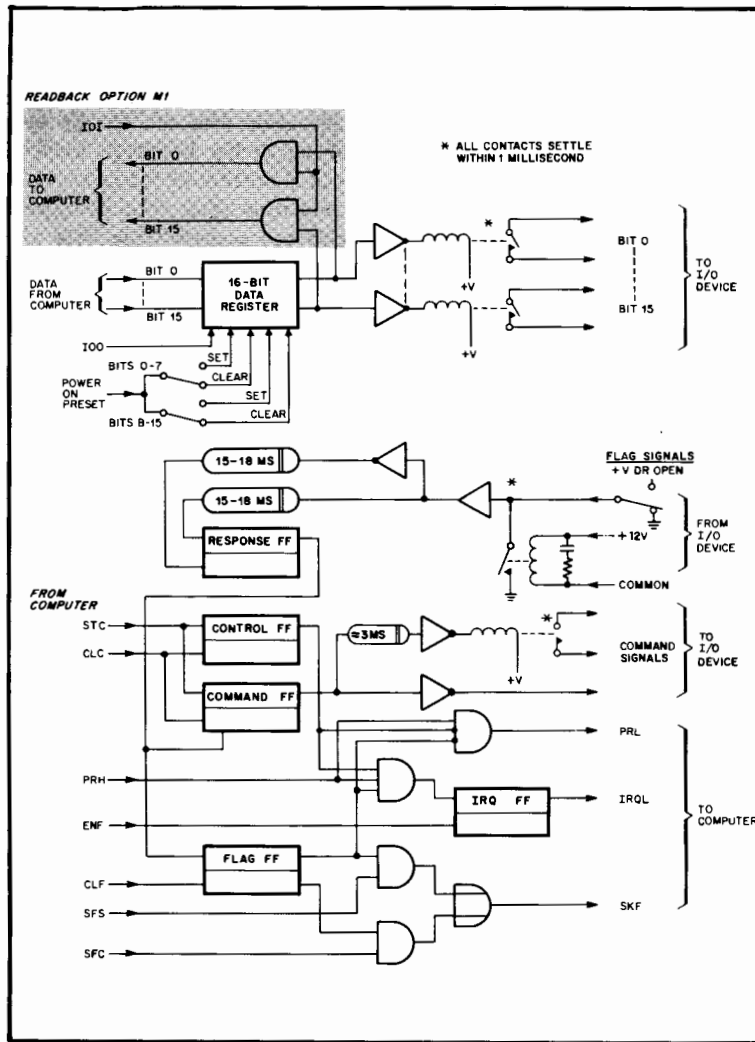 READBACK OPTION M1
IOI
BIT 0
DATA TO COMPUTER
BIT 15
* ALL CONTACTS SETTLE
WITHIN 1 MILLISECOND
*
BIT 0
DATA FROM COMPUTER
BIT 15
16-BIT
DATA
REGISTER
+V
+V
BIT 0
BIT 15
TO
I/O
DEVICE
IOO
BITS 0-7
SET
CLEAR
POWER
ON
PRESET
SET
BITS 8-15
CLEAR
15-18 MS
15-18 MS
RESPONSE FF
*
FLAG SIGNALS
+V OR OPEN
+12V
COMMON
FROM
I/O
DEVICE
FROM
COMPUTER
STC
CLC
CONTROL FF
COMMAND FF
≈3MS
+V
*
COMMAND
SIGNALS
TO
I/O
DEVICE
PRL
PRH
IRQ FF
IRQL
TO
COMPUTER
ENF
FLAG FF
CLF
SFS
SKF
SFC